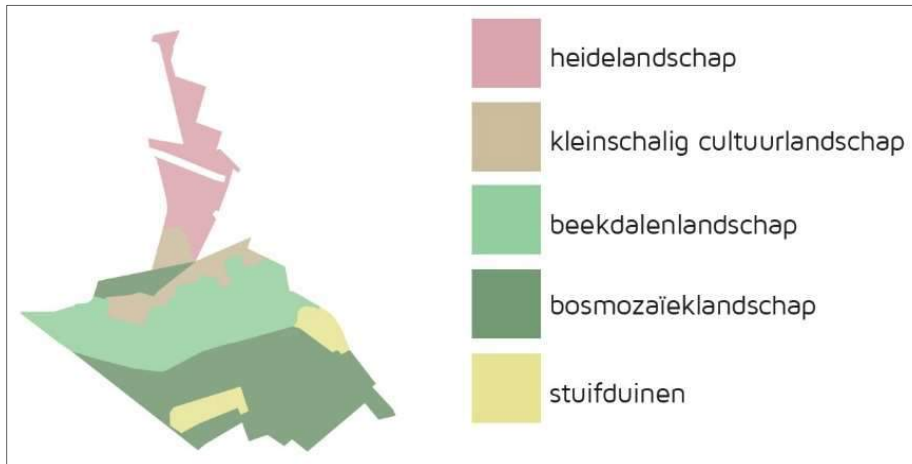 heidelandschap
kleinschalig cultuurlandschap
beekdalenlandschap
bosmozaïeklandschap
stuifduinen